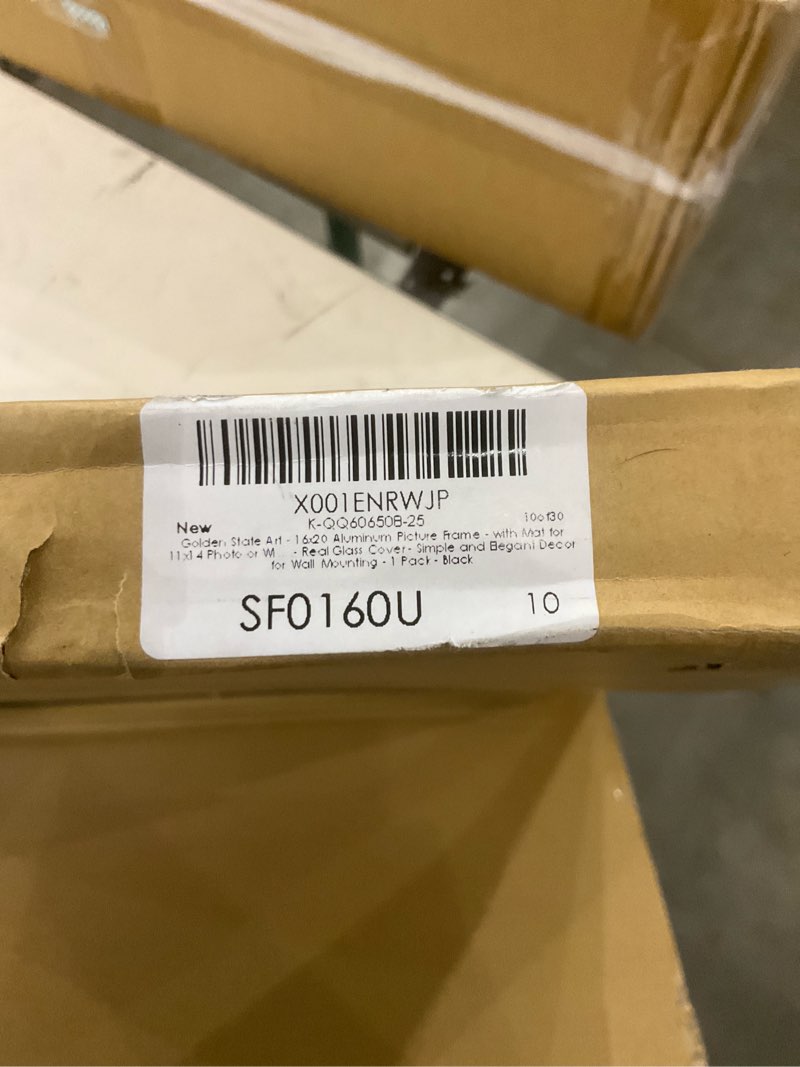 X001ENRWJP
K-QQ60650B-25
10of30
New
Golden State Art - 16x20 Aluminum Picture Frame - with Mat for
11x14 Photo or Wi ... - Real Glass Cover - Simple and Elegant Decor
for Wall Mounting - 1 Pack - Black
SF0160U
10